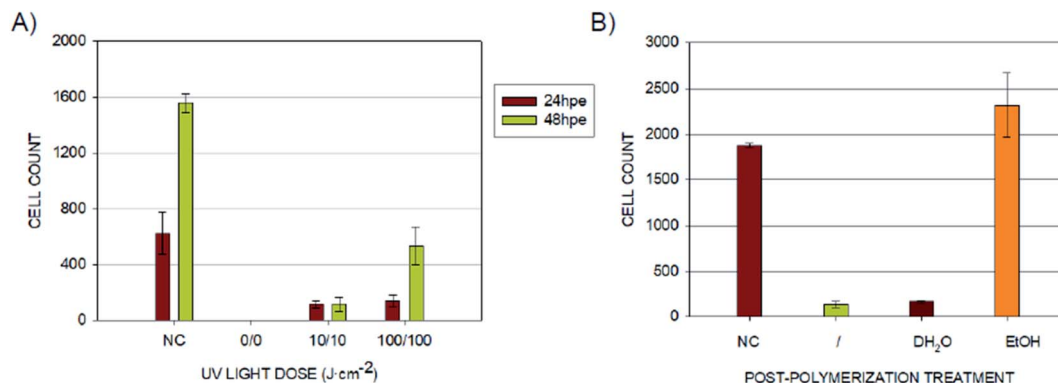 A)
2000
1600
1200
800
400
0
CELL COUNT
NC 0/0 10/10 100/100
UV LIGHT DOSE (J·cm⁻²)
24hpe
48hpe
B)
3000
2500
2000
1500
1000
500
0
CELL COUNT
NC / DH₂O EtOH
POST-POLYMERIZATION TREATMENT